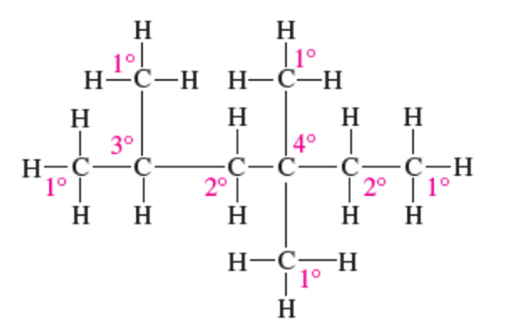 H H
1° 1°
H C H H C H
H H H H
3° 4°
H C C C C C C H
1° 2° 2° 1°
H H H H H
H C H
1°
H